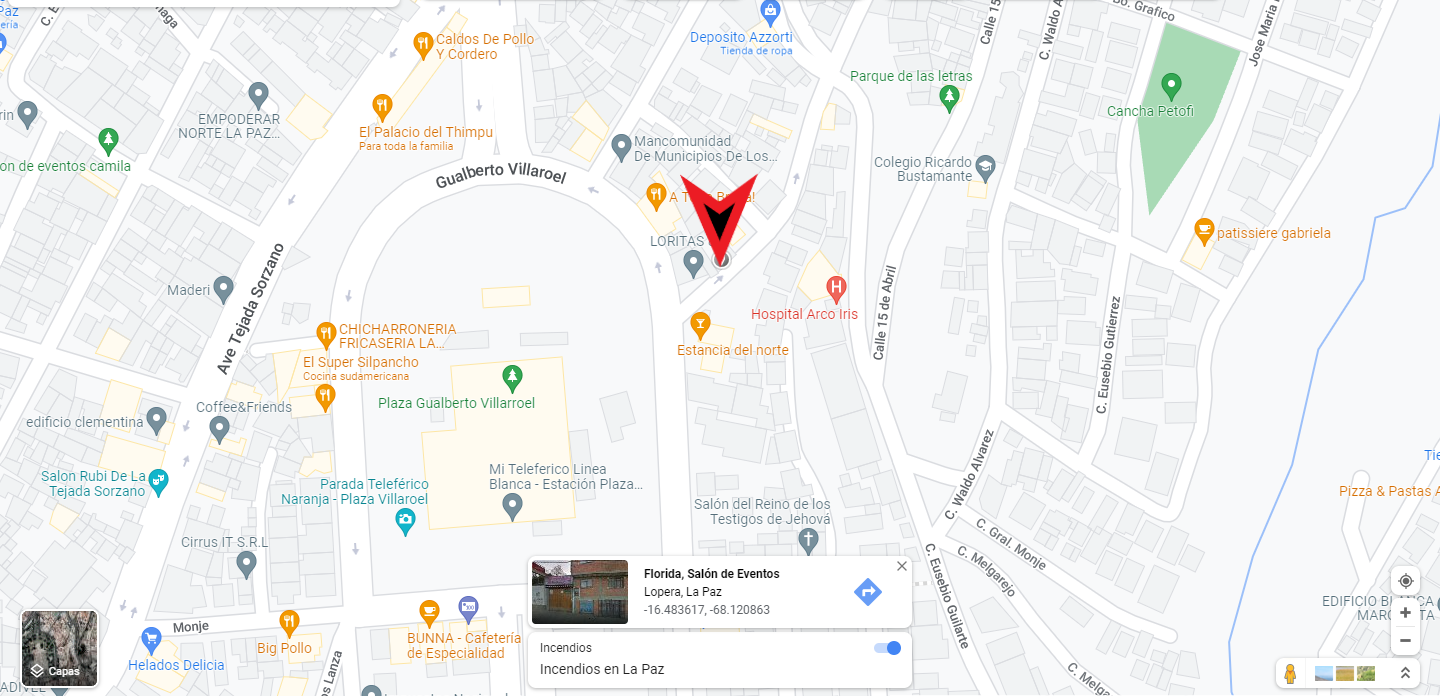 Paz
ería
Bo. Grafico
Calle 15
C. Waldo A
Jose Maria
Deposito Azzorti
Tienda de ropa
Caldos De Pollo
Y Cordero
Parque de las letras
EMPODERAR
NORTE LA PAZ...
rin
El Palacio del Thimpu
Para toda la familia
Cancha Petofi
on de eventos camila
Gualberto Villaroel
Mancomunidad
De Municipios De Los...
Colegio Ricardo
Bustamante
patissiere gabriela
LORITAS
Maderi
Ave Tejada Sorzano
Hospital Arco Iris
Calle 15 de Abril
C. Eusebio Gutierrez
CHICHARRONERIA
FRICASERIA LA...
Estancia del norte
El Super Silpancho
Cocina sudamericana
Coffee&Friends
Plaza Gualberto Villarroel
edificio clementina
Salon Rubi De La
Tejada Sorzano
Parada Teleférico
Naranja - Plaza Villaroel
Mi Teleferico Linea
Blanca - Estación Plaza...
Salón del Reino de los
Testigos de Jehová
C. Waldo Alvarez
Tie
Pizza & Pastas A
C. Gral. Monje
C. Melgarejo
Cirrus IT S.R.L
C. Eusebio Guilarte
Florida, Salón de Eventos
Lopera, La Paz
-16.483617, -68.120863
Incendios
Incendios en La Paz
Monje
Big Pollo
BUNNA - Cafetería
de Especialidad
Helados Delicia
os Lanza
C. Melga
Capas
ADIVEL
EDIFICIO B
MARG